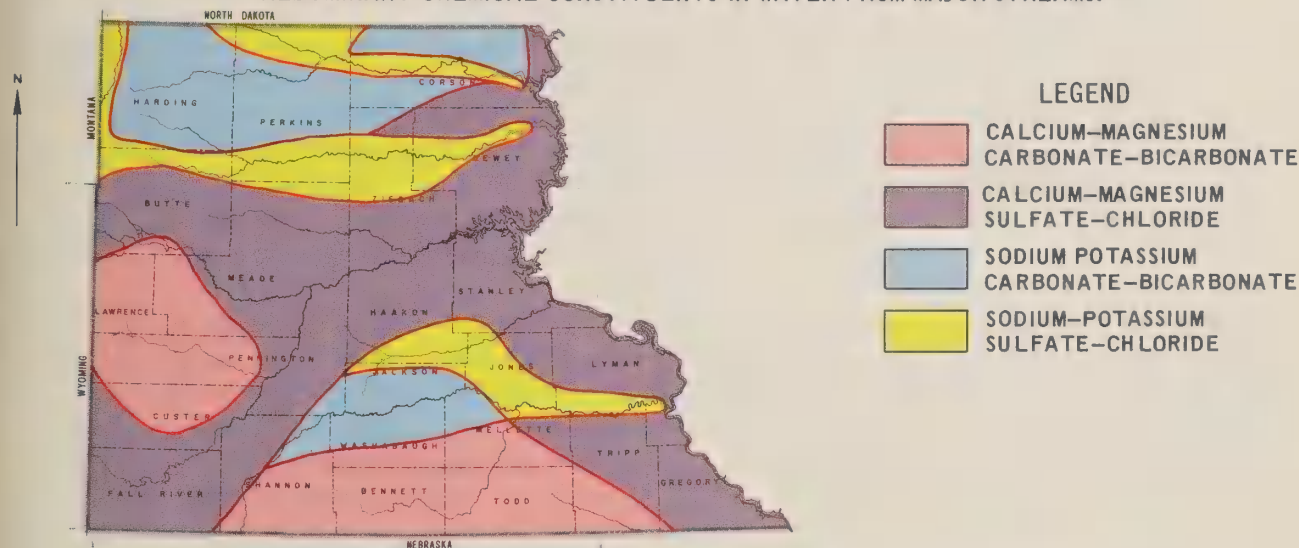 NORTH DAKOTA
N
MONTANA
CORSON
HARDING
PERKINS
DEWEY
ZIEBACH
BUTTE
MEADE
STANLEY
LAWRENCE
HAAKON
PENNINGTON
LYMAN
JACKSON
JONES
WYOMING
CUSTER
WASHABAUGH
MELLETTE
TRIPP
FALL RIVER
SHANNON
BENNETT
TODD
GREGORY
NEBRASKA
LEGEND
CALCIUM–MAGNESIUM
CARBONATE–BICARBONATE
CALCIUM–MAGNESIUM
SULFATE–CHLORIDE
SODIUM POTASSIUM
CARBONATE–BICARBONATE
SODIUM–POTASSIUM
SULFATE–CHLORIDE